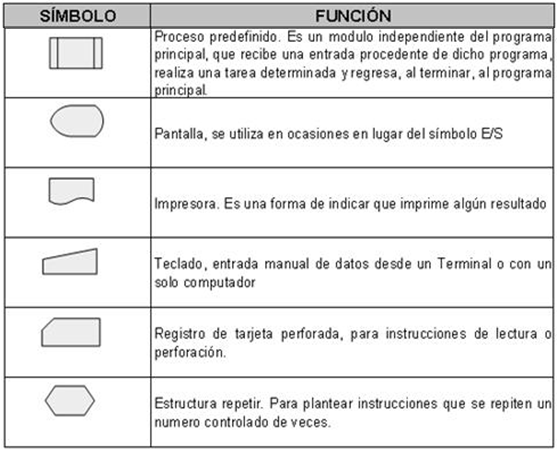 SÍMBOLO FUNCIÓN
Proceso predefinido. Es un modulo independiente del programa
principal, que recibe una entrada procedente de dicho programa,
realiza una tarea determinada y regresa, al terminar, al programa
principal.
Pantalla, se utiliza en ocasiones en lugar del símbolo E/S
Impresora. Es una forma de indicar que imprime algún resultado
Teclado, entrada manual de datos desde un Terminal o con un
solo computador
Registro de tarjeta perforada, para instrucciones de lectura o
perforación.
Estructura repetir. Para plantear instrucciones que se repiten un
numero controlado de veces.